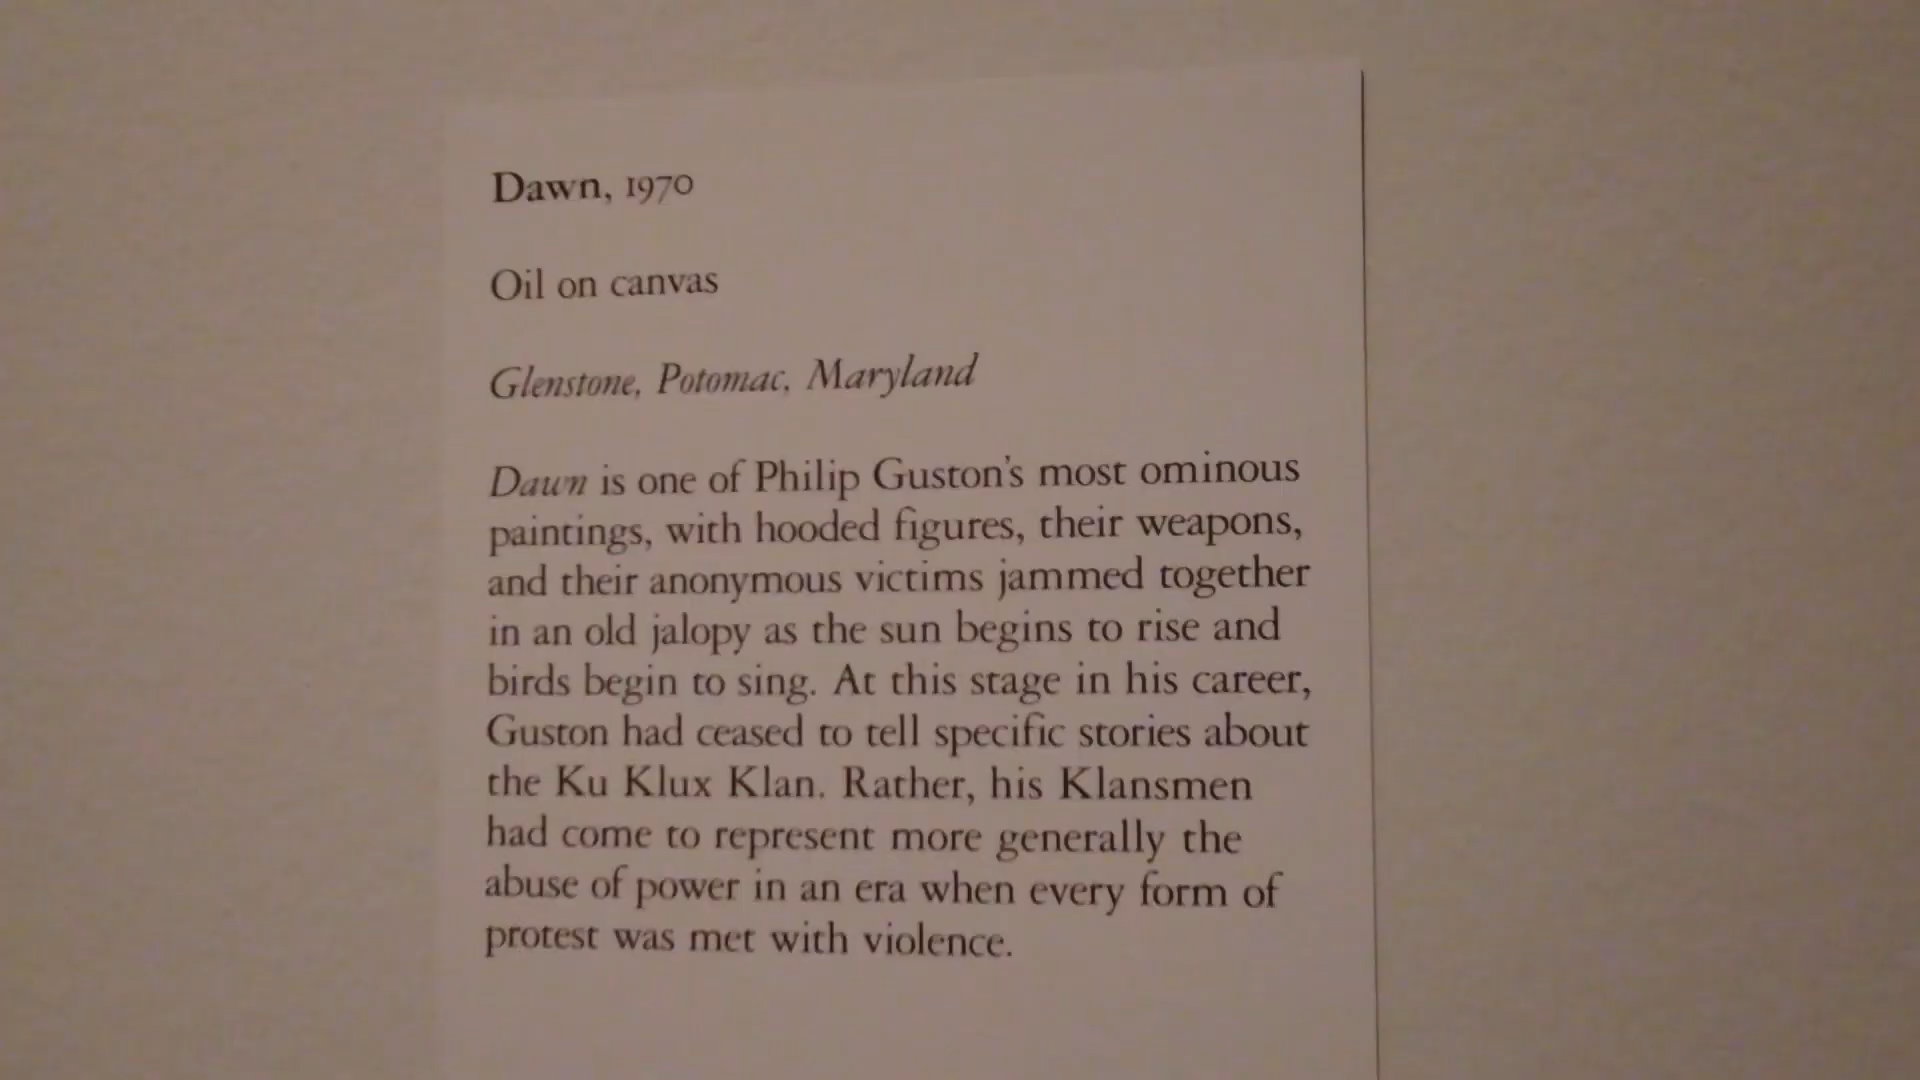 Dawn, 1970
Oil on canvas
Glenstone, Potomac, Maryland
Dawn is one of Philip Guston's most ominous
paintings, with hooded figures, their weapons,
and their anonymous victims jammed together
in an old jalopy as the sun begins to rise and
birds begin to sing. At this stage in his career,
Guston had ceased to tell specific stories about
the Ku Klux Klan. Rather, his Klansmen
had come to represent more generally the
abuse of power in an era when every form of
protest was met with violence.